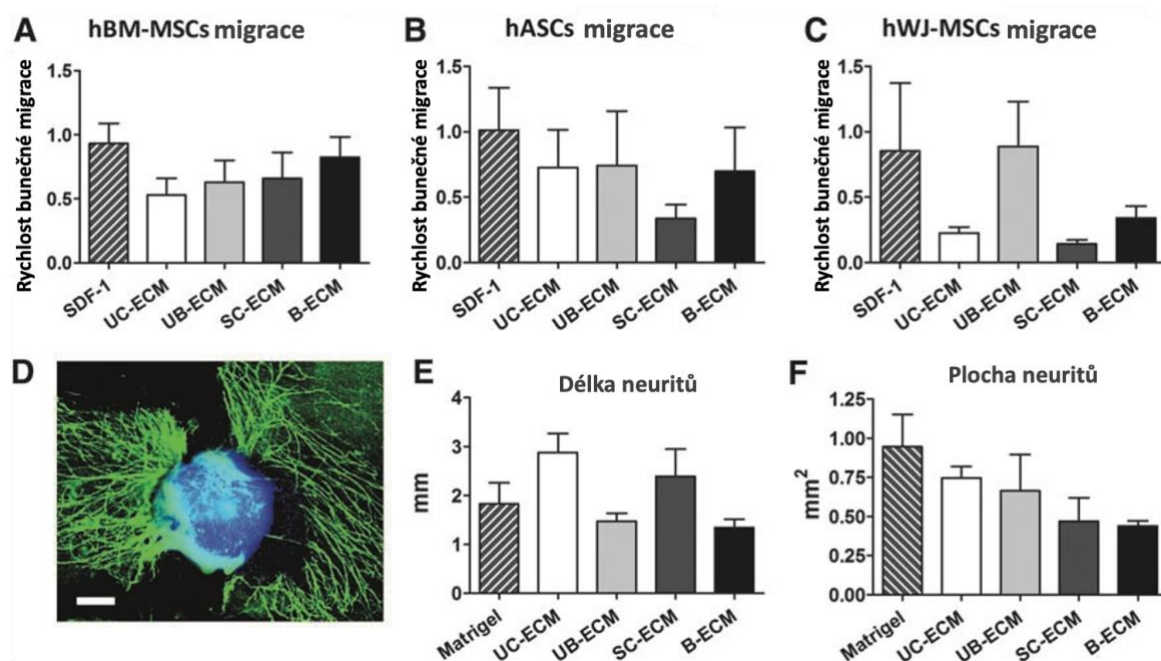 A
hBM-MSCs migrace
Rychlost bunečné migrace
1.5
1.0
0.5
0.0
SDF-1
UC-ECM
UB-ECM
SC-ECM
B-ECM
B
hASCs migrace
Rychlost bunečné migrace
1.5
1.0
0.5
0.0
SDF-1
UC-ECM
UB-ECM
SC-ECM
B-ECM
C
hWJ-MSCs migrace
Rychlost bunečné migrace
1.5
1.0
0.5
0.0
SDF-1
UC-ECM
UB-ECM
SC-ECM
B-ECM
D
E
Délka neuritů
mm
4
3
2
1
0
Matrigel
UC-ECM
UB-ECM
SC-ECM
B-ECM
F
Plocha neuritů
mm²
1.25
1.00
0.75
0.50
0.25
0.00
Matrigel
UC-ECM
UB-ECM
SC-ECM
B-ECM